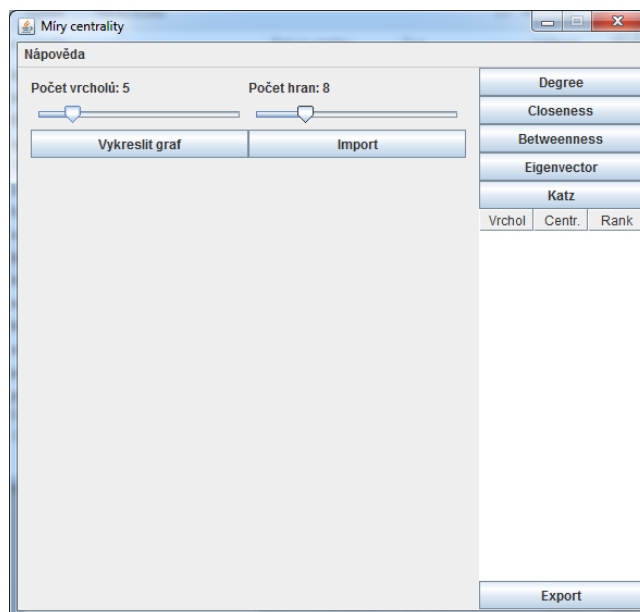 Míry centrality
Nápověda
Počet vrcholů: 5
Počet hran: 8
Vykreslit graf
Import
Degree
Closeness
Betweenness
Eigenvector
Katz
Vrchol Centr. Rank
Export